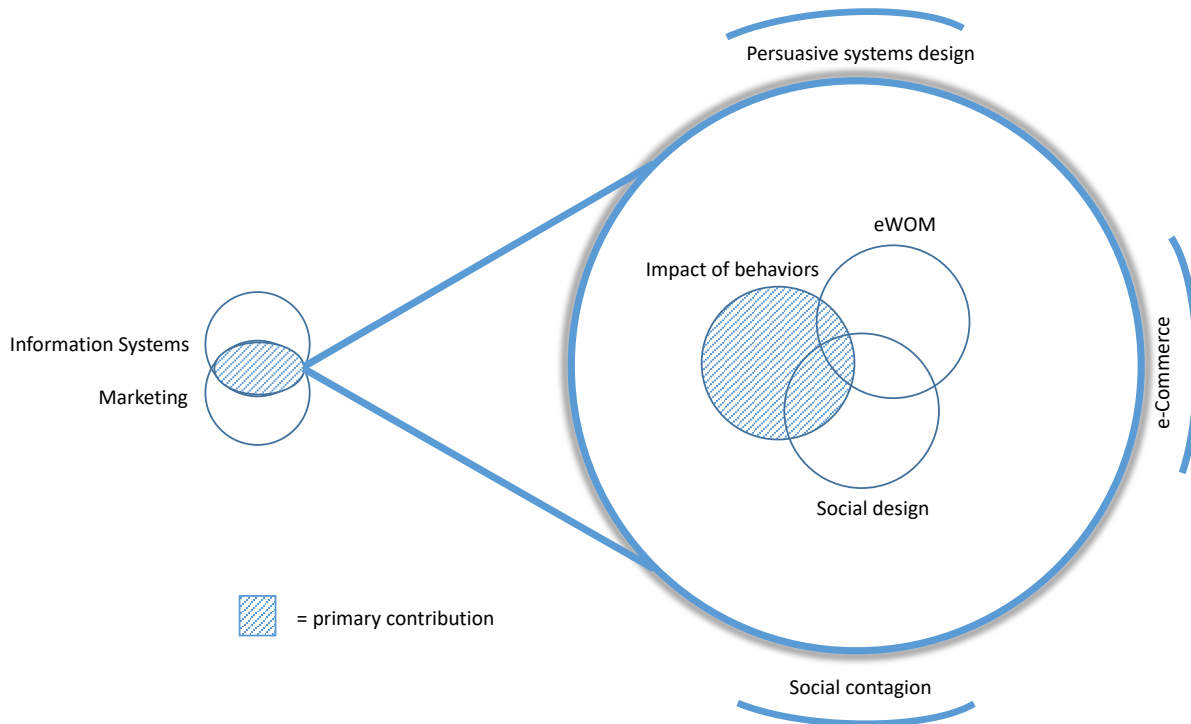 Persuasive systems design
eWOM
Impact of behaviors
Information Systems
Marketing
e-Commerce
Social design
= primary contribution
Social contagion